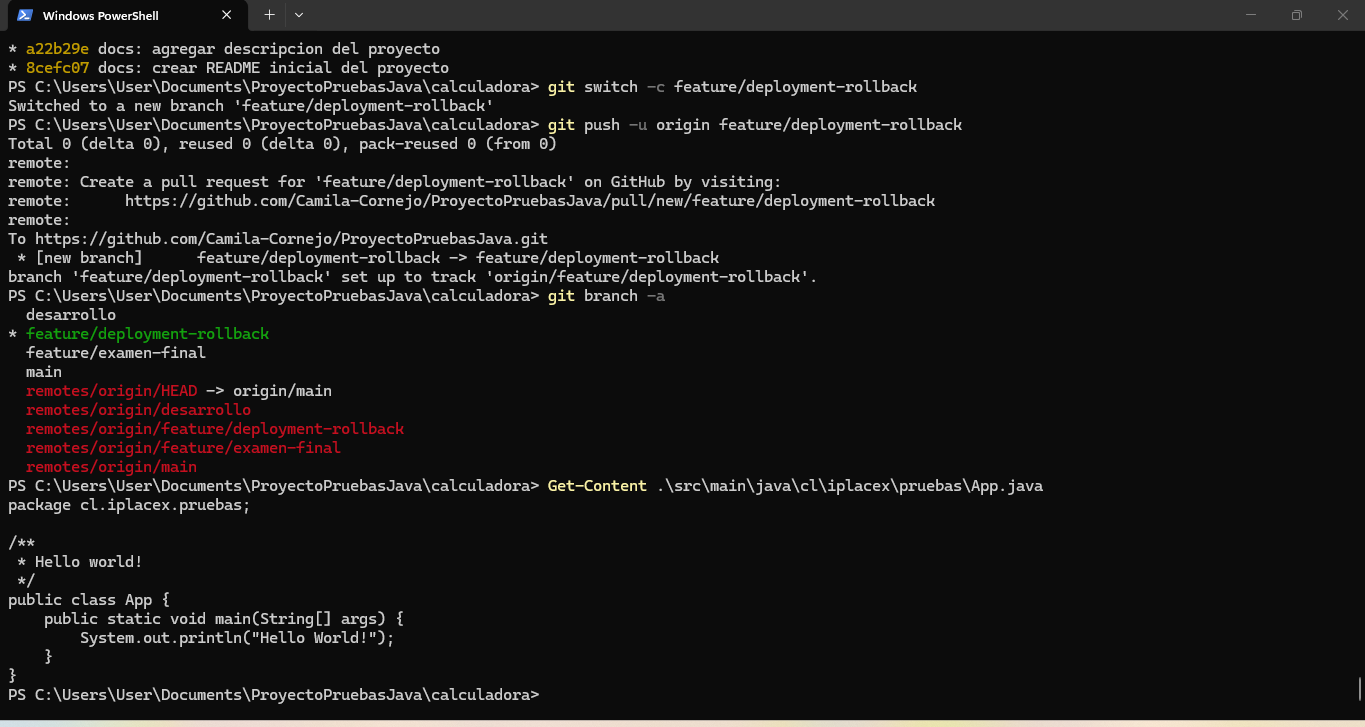 Windows PowerShell
* a22b29e docs: agregar descripcion del proyecto
* 8cefc07 docs: crear README inicial del proyecto
PS C:\Users\User\Documents\ProyectoPruebasJava\calculadora> git switch -c feature/deployment-rollback
Switched to a new branch 'feature/deployment-rollback'
PS C:\Users\User\Documents\ProyectoPruebasJava\calculadora> git push -u origin feature/deployment-rollback
Total 0 (delta 0), reused 0 (delta 0), pack-reused 0 (from 0)
remote:
remote: Create a pull request for 'feature/deployment-rollback' on GitHub by visiting:
remote:      https://github.com/Camila-Cornejo/ProyectoPruebasJava/pull/new/feature/deployment-rollback
remote:
To https://github.com/Camila-Cornejo/ProyectoPruebasJava.git
 * [new branch]      feature/deployment-rollback -> feature/deployment-rollback
branch 'feature/deployment-rollback' set up to track 'origin/feature/deployment-rollback'.
PS C:\Users\User\Documents\ProyectoPruebasJava\calculadora> git branch -a
  desarrollo
* feature/deployment-rollback
  feature/examen-final
  main
  remotes/origin/HEAD -> origin/main
  remotes/origin/desarrollo
  remotes/origin/feature/deployment-rollback
  remotes/origin/feature/examen-final
  remotes/origin/main
PS C:\Users\User\Documents\ProyectoPruebasJava\calculadora> Get-Content .\src\main\java\cl\iplacex\pruebas\App.java
package cl.iplacex.pruebas;

/**
 * Hello world!
 */
public class App {
    public static void main(String[] args) {
        System.out.println("Hello World!");
    }
}
PS C:\Users\User\Documents\ProyectoPruebasJava\calculadora>